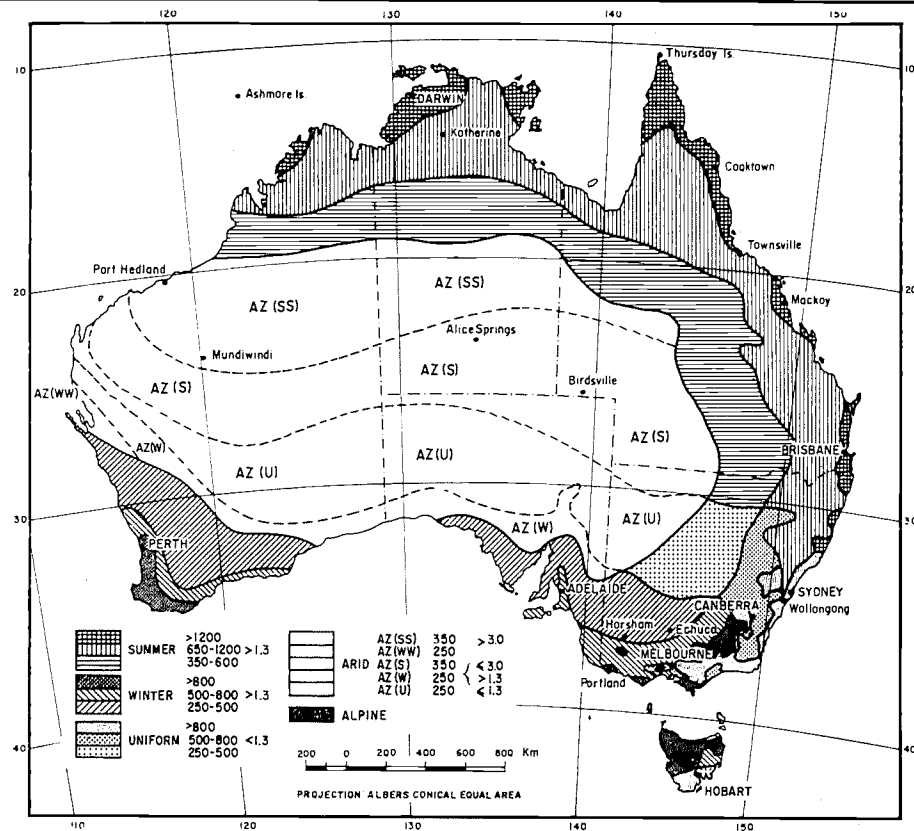 120 130 140 150
10 10
Thursday Is.
Ashmore Is.
DARWIN
Katherine
Cooktown
Townsville
Port Hedland
20 20
AZ (SS) AZ (SS)
Mackay
Alice Springs
Mundiwindi
AZ (S)
Birdsville
AZ (WW) AZ (S)
AZ (S)
AZ(W) BRISBANE
AZ (U) AZ (U)
30 AZ (W) AZ (U) 30
PERTH
ADELAIDE SYDNEY
CANBERRA
Wollongong
Horsham Echuca
MELBOURNE
Portland
SUMMER >1200
650-1200 >1.3
350-600
WINTER >800
500-800 >1.3
250-500
UNIFORM >800
500-800 <1.3
250-500
ARID AZ (SS) 350 >3.0
AZ (WW) 250
AZ (S) 350 { ≤3.0
AZ (W) 250 >1.3
AZ (U) 250 ≤1.3
ALPINE
40 40
200 0 200 400 600 800 Km
PROJECTION ALBERS CONICAL EQUAL AREA
HOBART
110 120 130 140 150